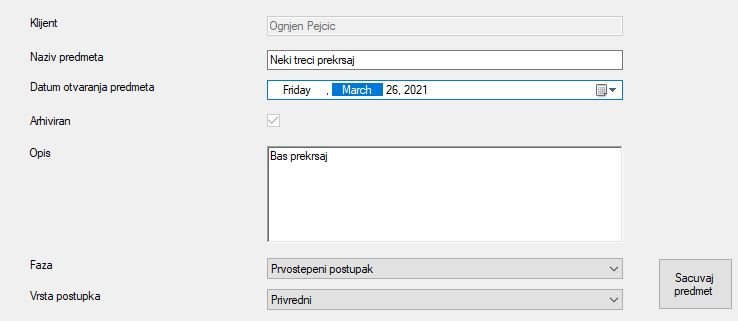 Klijent
Ognjen Pejcic
Naziv predmeta
Neki treci prekrsaj
Datum otvaranja predmeta
Friday , March 26, 2021
Arhiviran
Opis
Bas prekrsaj
Faza
Prvostepeni postupak
Vrsta postupka
Privredni
Sacuvaj
predmet